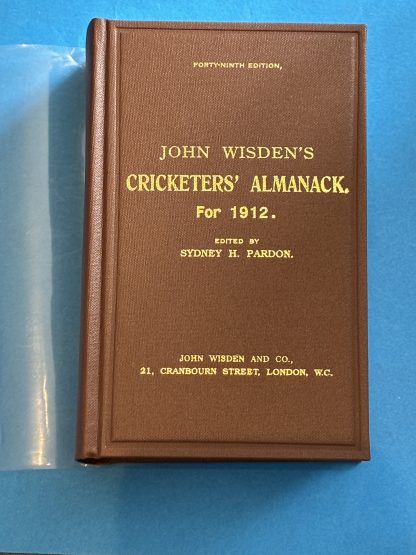 FORTY-NINTH EDITION,
JOHN WISDEN'S
CRICKETERS' ALMANACK.
For 1912.
EDITED BY
SYDNEY H. PARDON.
JOHN WISDEN AND CO.,
21, CRANBOURN STREET, LONDON, W.C.